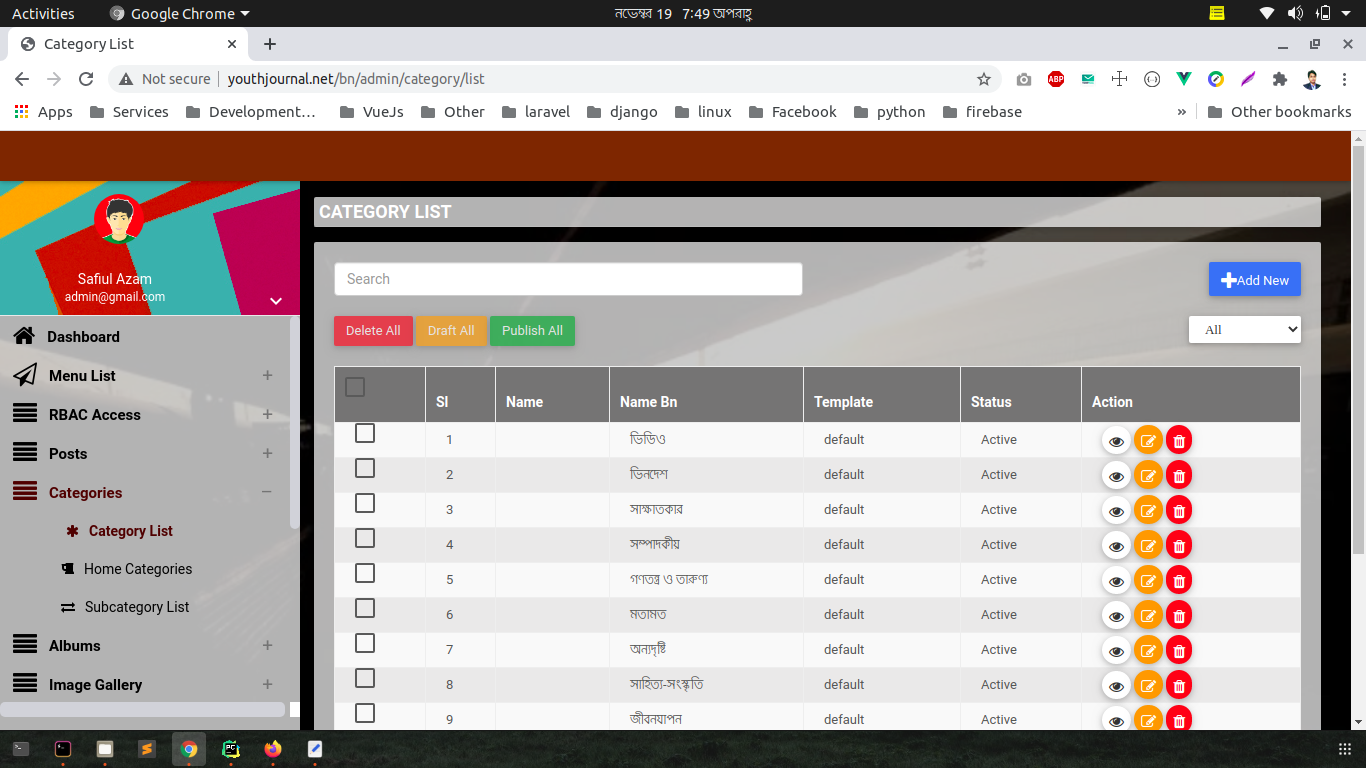 Activities Google Chrome নভেম্বর 19 7:49 অপরাহ্ণ
Category List
Not secure youthjournal.net/bn/admin/category/list
ABP
Apps Services Development... VueJs Other laravel django linux Facebook python firebase » Other bookmarks
CATEGORY LIST
Safiul Azam
admin@gmail.com
Search
Add New
Delete All Draft All Publish All All
Dashboard
Menu List
RBAC Access
Posts
Categories
Category List
Home Categories
Subcategory List
Albums
Image Gallery
Sl Name Name Bn Template Status Action
1 ভিডিও default Active
2 ভিনদেশ default Active
3 সাক্ষাতকার default Active
4 সম্পাদকীয় default Active
5 গণতন্ত্র ও তারুণ্য default Active
6 মতামত default Active
7 অন্যদৃষ্টি default Active
8 সাহিত্য-সংস্কৃতি default Active
9 জীবনযাপন default Active